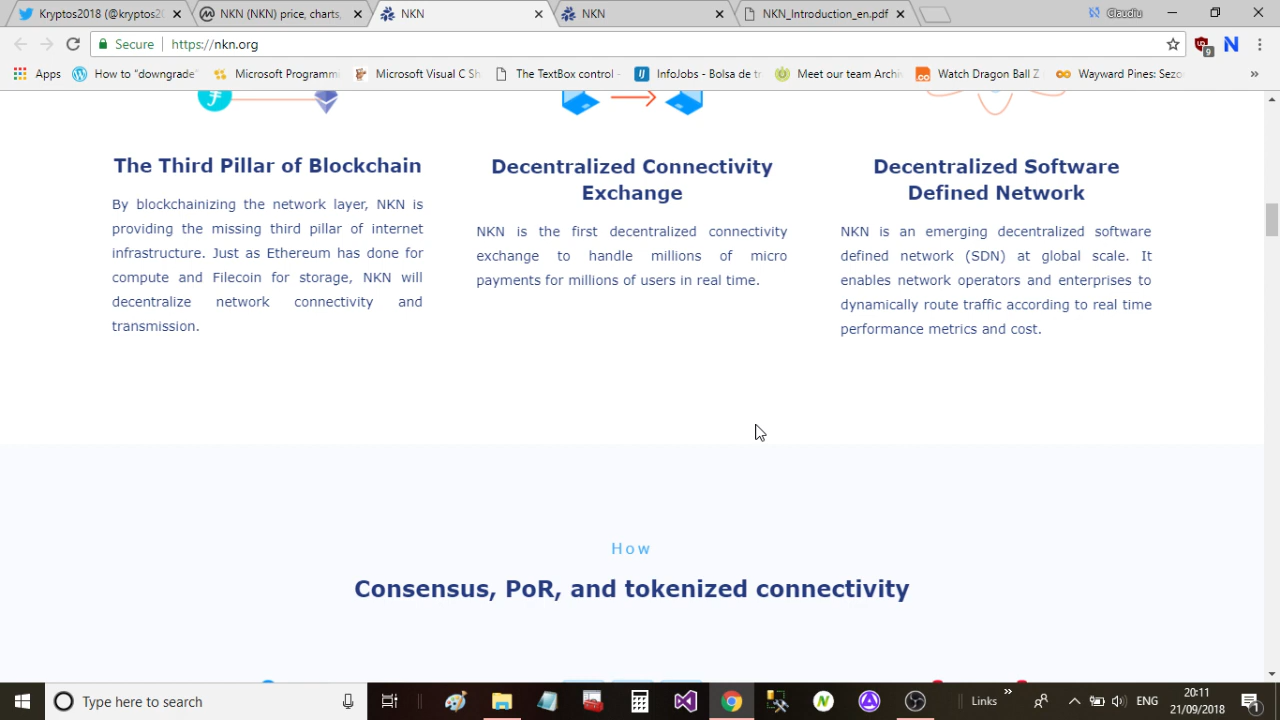 Kryptos2018 (@kryptos2
NKN (NKN) price, charts,
NKN
NKN
NKN_Introduction_en.pdf
Claudiu
Secure
https://nkn.org
9
Apps
How to "downgrade"
Microsoft Programmi
Microsoft Visual C Sh
The TextBox control -
InfoJobs - Bolsa de tr
Meet our team Archi
Watch Dragon Ball Z
Wayward Pines: Sezo
»
The Third Pillar of Blockchain
By blockchainizing the network layer, NKN is
providing the missing third pillar of internet
infrastructure. Just as Ethereum has done for
compute and Filecoin for storage, NKN will
decentralize network connectivity and
transmission.
Decentralized Connectivity
Exchange
NKN is the first decentralized connectivity
exchange to handle millions of micro
payments for millions of users in real time.
Decentralized Software
Defined Network
NKN is an emerging decentralized software
defined network (SDN) at global scale. It
enables network operators and enterprises to
dynamically route traffic according to real time
performance metrics and cost.
How
Consensus, PoR, and tokenized connectivity
Type here to search
Links
»
ENG
20:11
21/09/2018
1